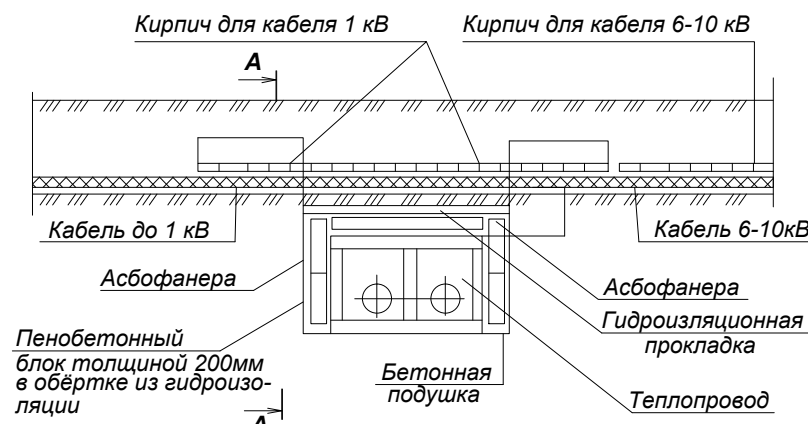 Кирпич для кабеля 1 кВ
Кирпич для кабеля 6-10 кВ
А
Кабель до 1 кВ
Кабель 6-10кВ
Асбофанера
Асбофанера
Гидроизляционная
прокладка
Пенобетонный
блок толщиной 200мм
в обёртке из гидроизо-
ляции
Бетонная
подушка
Теплопровод
А